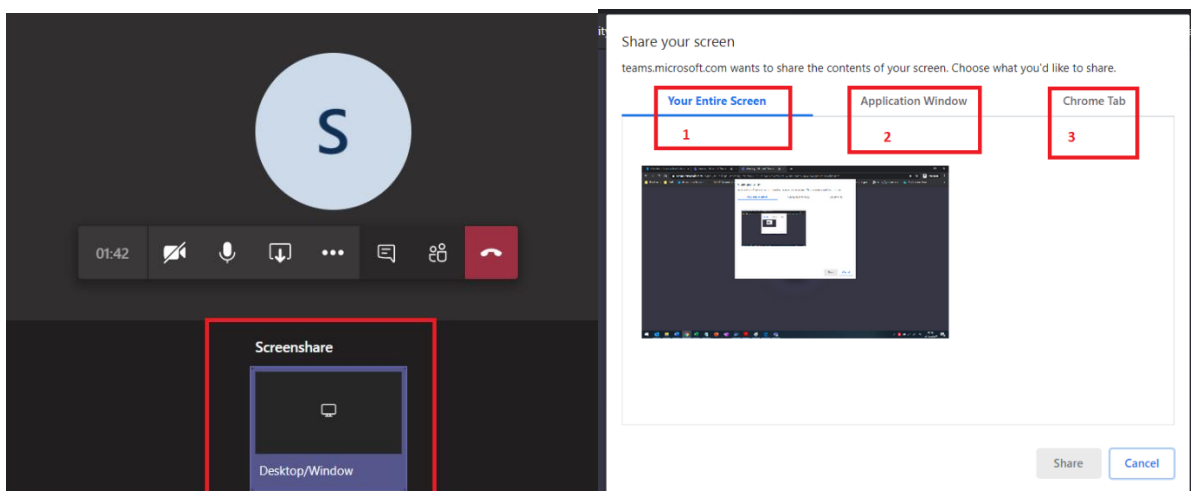 S
01:42
Screenshare
Desktop/Window
Share your screen
teams.microsoft.com wants to share the contents of your screen. Choose what you'd like to share.
Your Entire Screen
Application Window
Chrome Tab
1
2
3
Share
Cancel